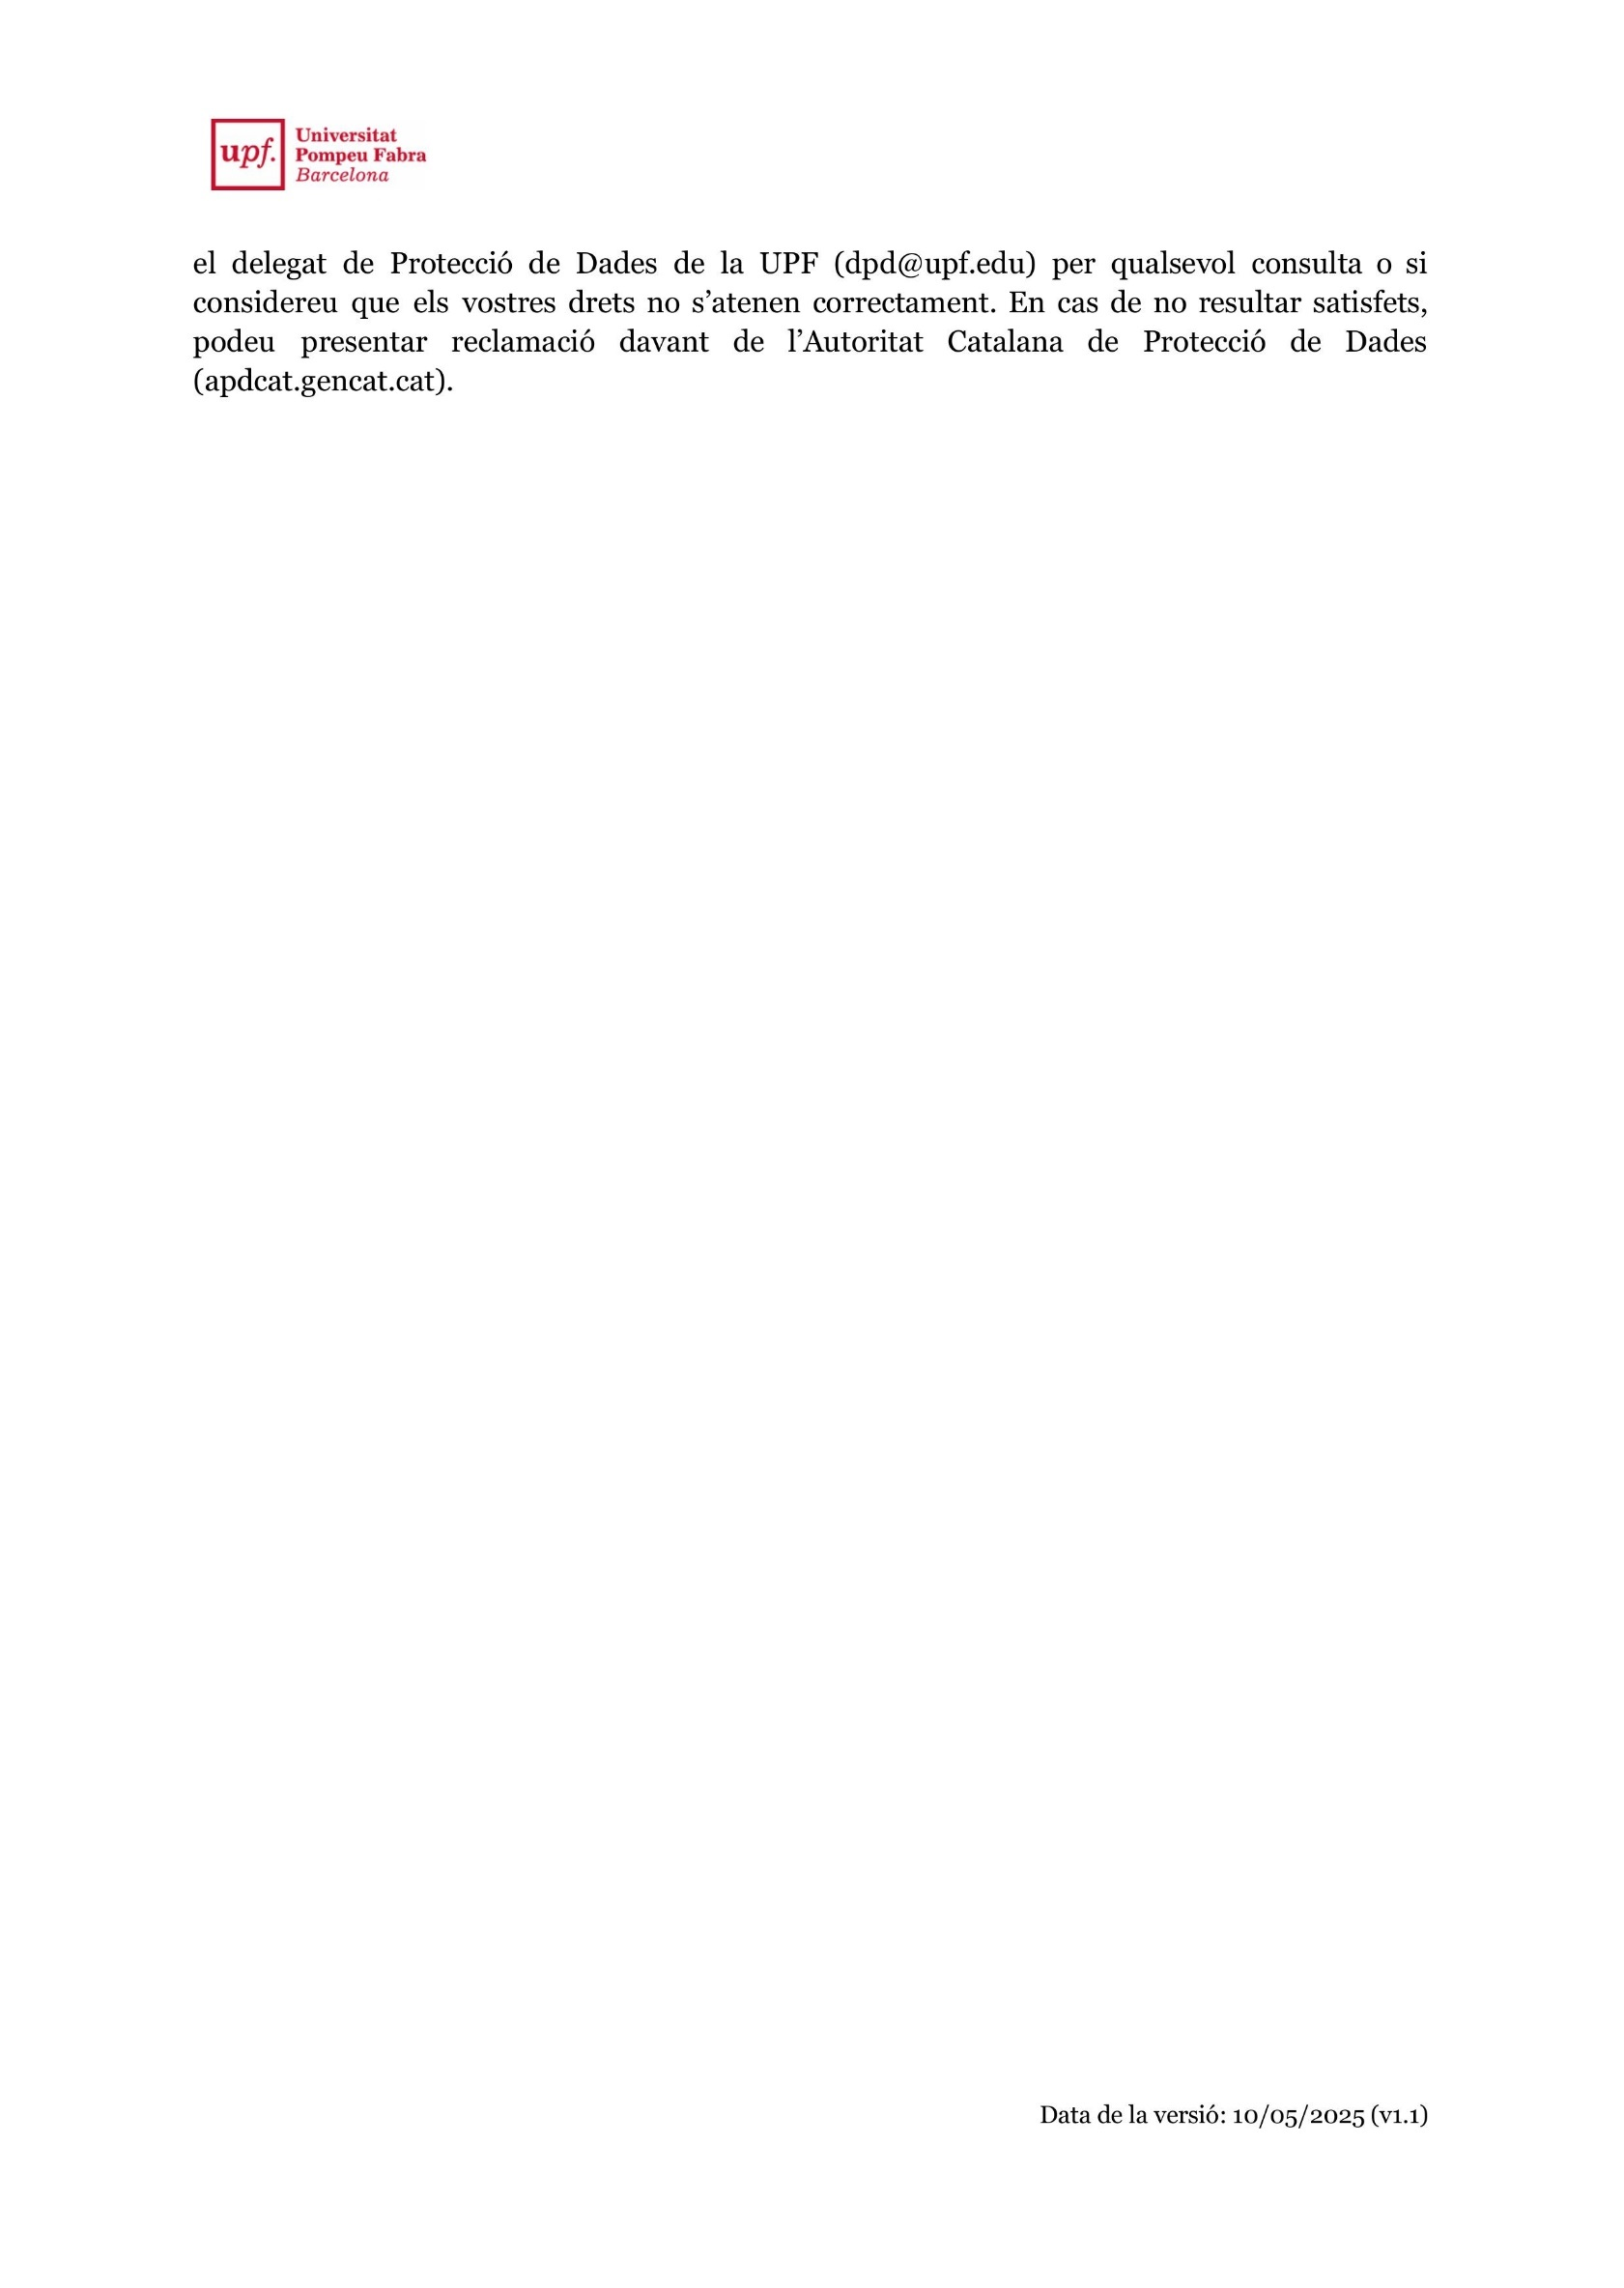 upf.
Universitat
Pompeu Fabra
Barcelona
el delegat de Protecció de Dades de la UPF (dpd@upf.edu) per qualsevol consulta o si
considereu que els vostres drets no s’atenen correctament. En cas de no resultar satisfets,
podeu presentar reclamació davant de l’Autoritat Catalana de Protecció de Dades
(apdcat.gencat.cat).
Data de la versió: 10/05/2025 (v1.1)